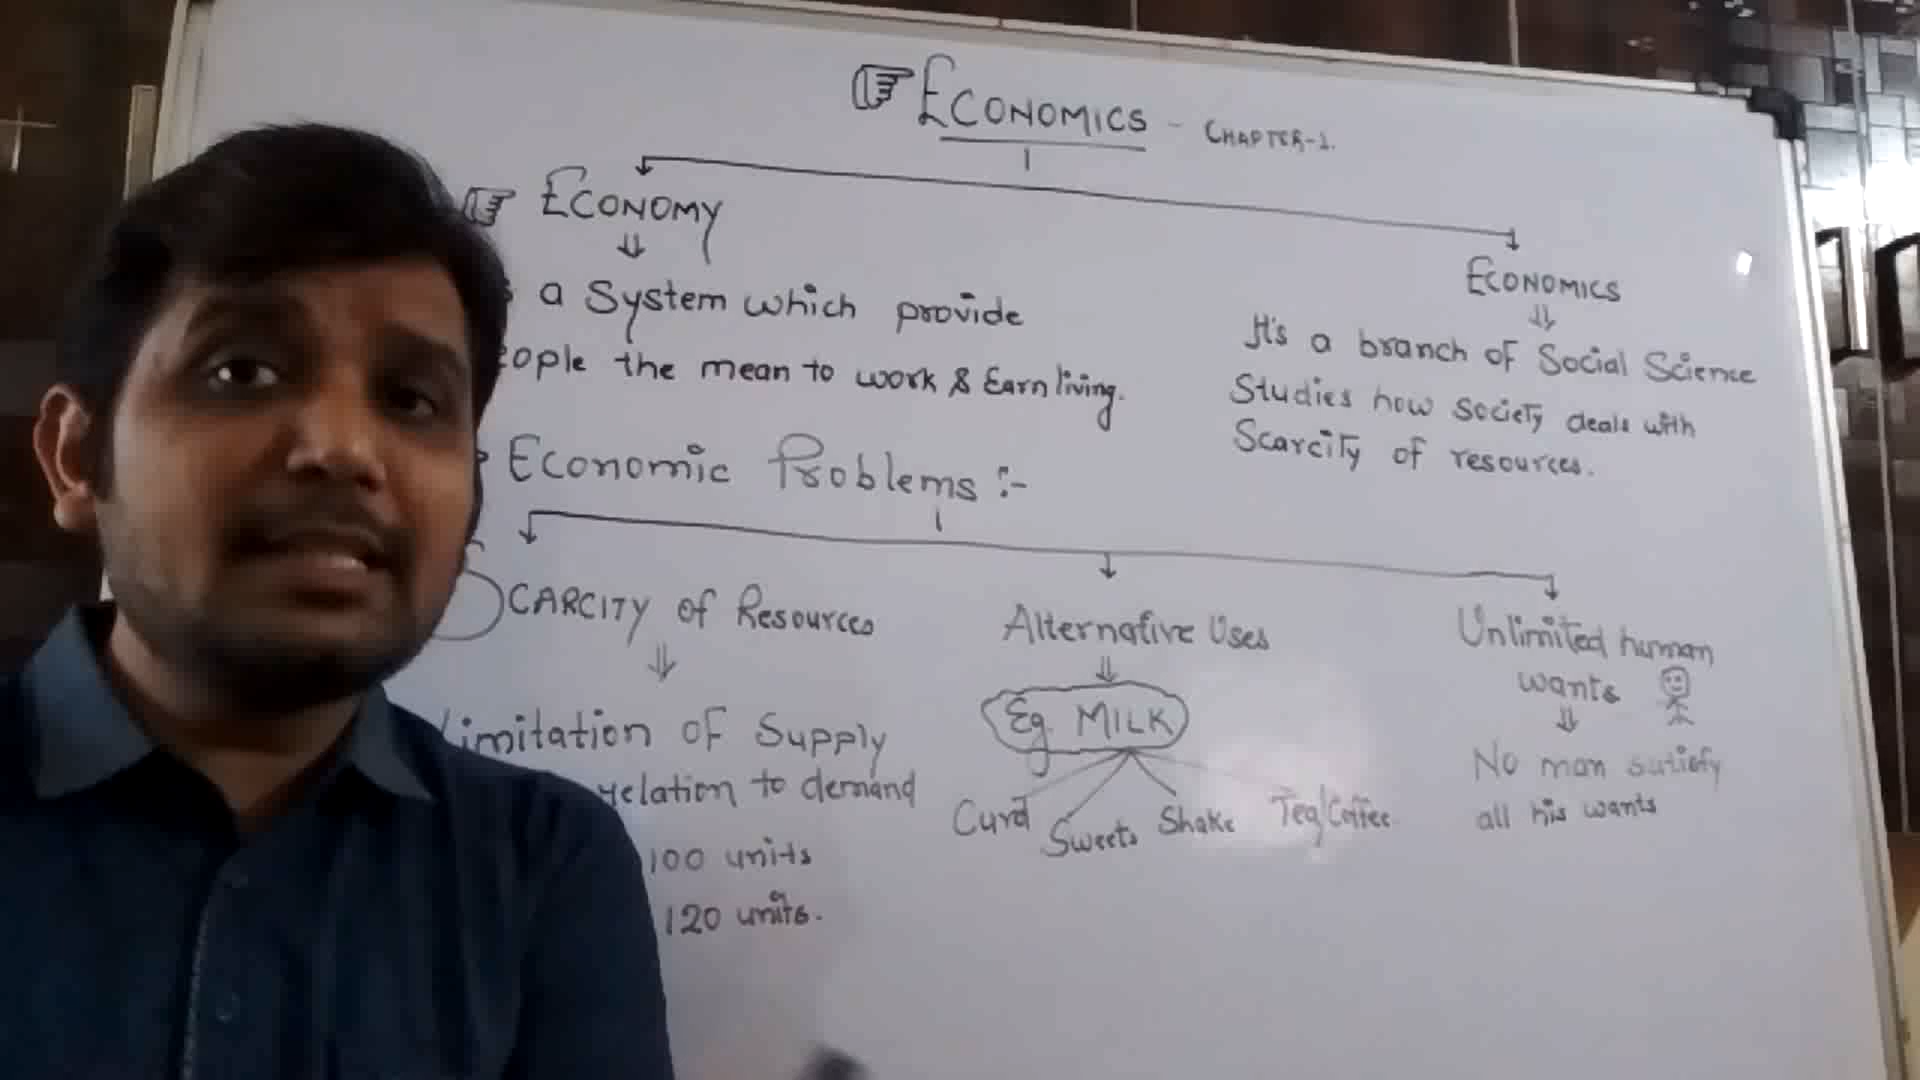 ECONOMICS - CHAPTER-1.
ECONOMY
a System which provide
the mean to work & Earn living.
ECONOMICS
It's a branch of Social Science
Studies how society deals with
Scarcity of resources.
Economic Problems :-
SCARCITY of Resources
Limitation of Supply
relation to demand
100 units
120 units.
Alternative Uses
Eg. MILK
Curd Sweets Shake Tea/Coffee
Unlimited human
wants
No man satisfy
all his wants